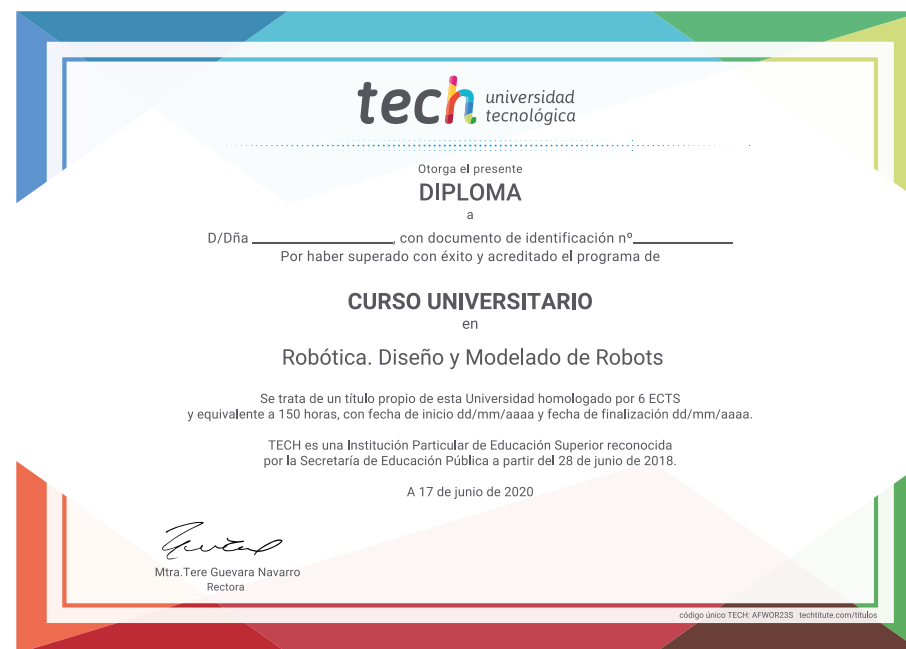 tech universidad
tecnológica
Otorga el presente
DIPLOMA
a
D/Dña ____________________, con documento de identificación nº______________
Por haber superado con éxito y acreditado el programa de
CURSO UNIVERSITARIO
en
Robótica. Diseño y Modelado de Robots
Se trata de un título propio de esta Universidad homologado por 6 ECTS
y equivalente a 150 horas, con fecha de inicio dd/mm/aaaa y fecha de finalización dd/mm/aaaa.
TECH es una Institución Particular de Educación Superior reconocida
por la Secretaría de Educación Pública a partir del 28 de junio de 2018.
A 17 de junio de 2020
Mtra.Tere Guevara Navarro
Rectora
código único TECH: AFWOR23S techtitute.com/titulos